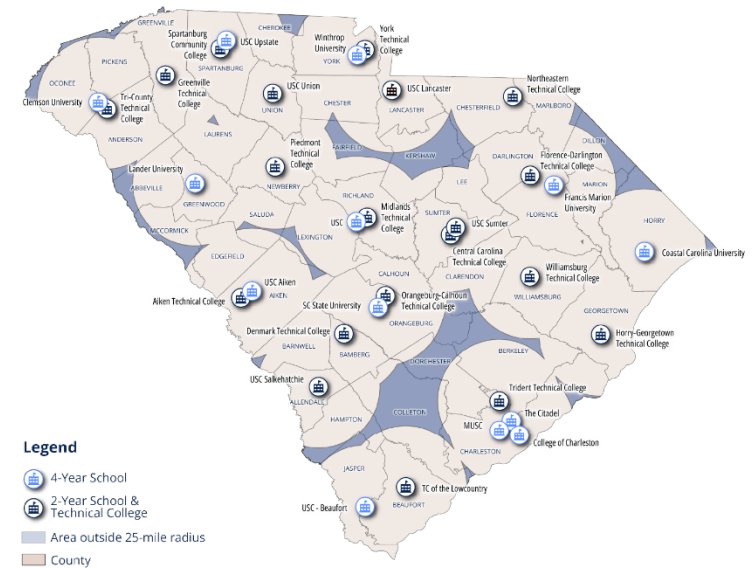 GREENVILLE
CHEROKEE
Spartanburg
Community
College
USC Upstate
SPARTANBURG
Winthrop
University
York
Technical
College
YORK
PICKENS
OCONEE
Greenville
Technical
College
USC Union
UNION
CHESTER
USC Lancaster
LANCASTER
Northeastern
Technical College
CHESTERFIELD
MARLBORO
Clemson University
Tri-County
Technical
College
ANDERSON
LAURENS
FAIRFIELD
KERSHAW
DARLINGTON
DILLON
Piedmont
Technical
College
NEWBERRY
Florence-Darlington
Technical College
Lander University
ABBEVILLE
GREENWOOD
LEE
MARION
Francis Marion
University
FLORENCE
RICHLAND
SALUDA
USC
Midlands
Technical
College
SUMTER
USC Sumter
HORRY
MCCORMICK
LEXINGTON
Central Carolina
Technical College
Coastal Carolina University
EDGEFIELD
CALHOUN
CLARENDON
Williamsburg
Technical College
WILLIAMSBURG
USC Aiken
AIKEN
Aiken Technical College
SC State University
Orangeburg-Calhoun
Technical College
ORANGEBURG
GEORGETOWN
Denmark Technical College
BARNWELL
BAMBERG
Horry-Georgetown
Technical College
BERKELEY
DORCHESTER
USC Salkehatchie
ALLENDALE
Trident Technical College
HAMPTON
COLLETON
The Citadel
MUSC
College of Charleston
CHARLESTON
JASPER
TC of the Lowcountry
BEAUFORT
USC - Beaufort
Legend
4-Year School
2-Year School &
Technical College
Area outside 25-mile radius
County